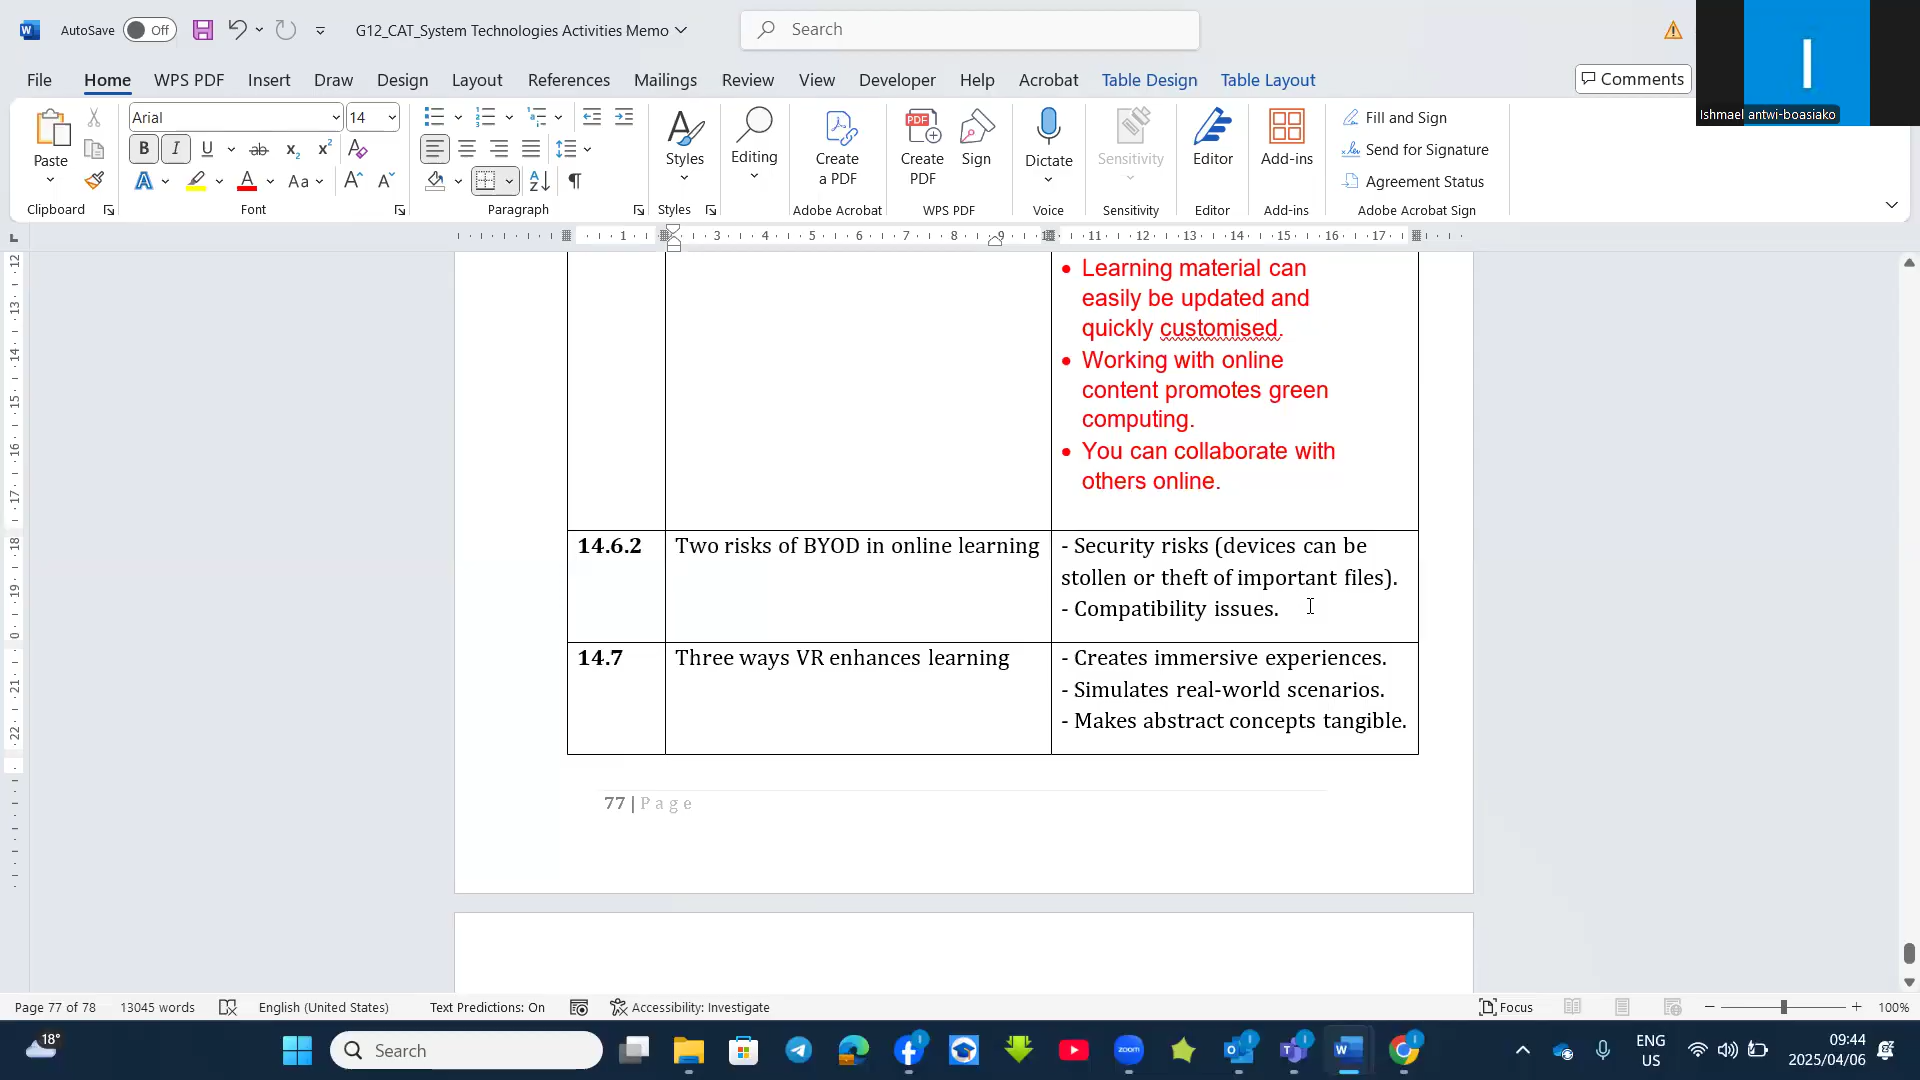 AutoSave Off G12_CAT_System Technologies Activities Memo Search
Ishmael antwi-boasiako
File Home WPS PDF Insert Draw Design Layout References Mailings Review View Developer Help Acrobat Table Design Table Layout Comments
Paste
Arial 14
Styles
Editing
Create a PDF
Create PDF
Sign
Dictate
Sensitivity
Editor
Add-ins
Fill and Sign
Send for Signature
Agreement Status
Clipboard Font Paragraph Styles Adobe Acrobat WPS PDF Voice Sensitivity Editor Add-ins Adobe Acrobat Sign
• Learning material can
easily be updated and
quickly customised.
• Working with online
content promotes green
computing.
• You can collaborate with
others online.
14.6.2 Two risks of BYOD in online learning - Security risks (devices can be
stollen or theft of important files).
- Compatibility issues.
14.7 Three ways VR enhances learning - Creates immersive experiences.
- Simulates real-world scenarios.
- Makes abstract concepts tangible.
77 | Page
Page 77 of 78 13045 words English (United States) Text Predictions: On Accessibility: Investigate Focus 100%
18° Search ENG US 09:44
2025/04/06